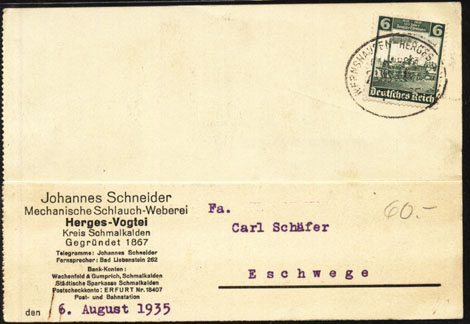 6 6
WERNSHAUSEN-HERGES
Deutsches Reich
Johannes Schneider
Mechanische Schlauch-Weberei
Herges-Vogtei
Kreis Schmalkalden
Gegründet 1867
Telegramme: Johannes Schneider
Fernsprecher: Bad Liebenstein 262
Bank-Konten:
Wachenfeld & Gumprich, Schmalkalden
Städtische Sparkasse Schmalkalden
Postscheckkonto: ERFURT Nr. 18407
Post- und Bahnstation
den 6. August 1935
Fa.
Carl Schäfer
Eschwege
60.-